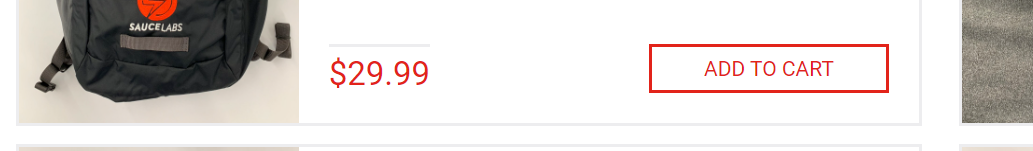 SAUCELABS
$29.99
ADD TO CART